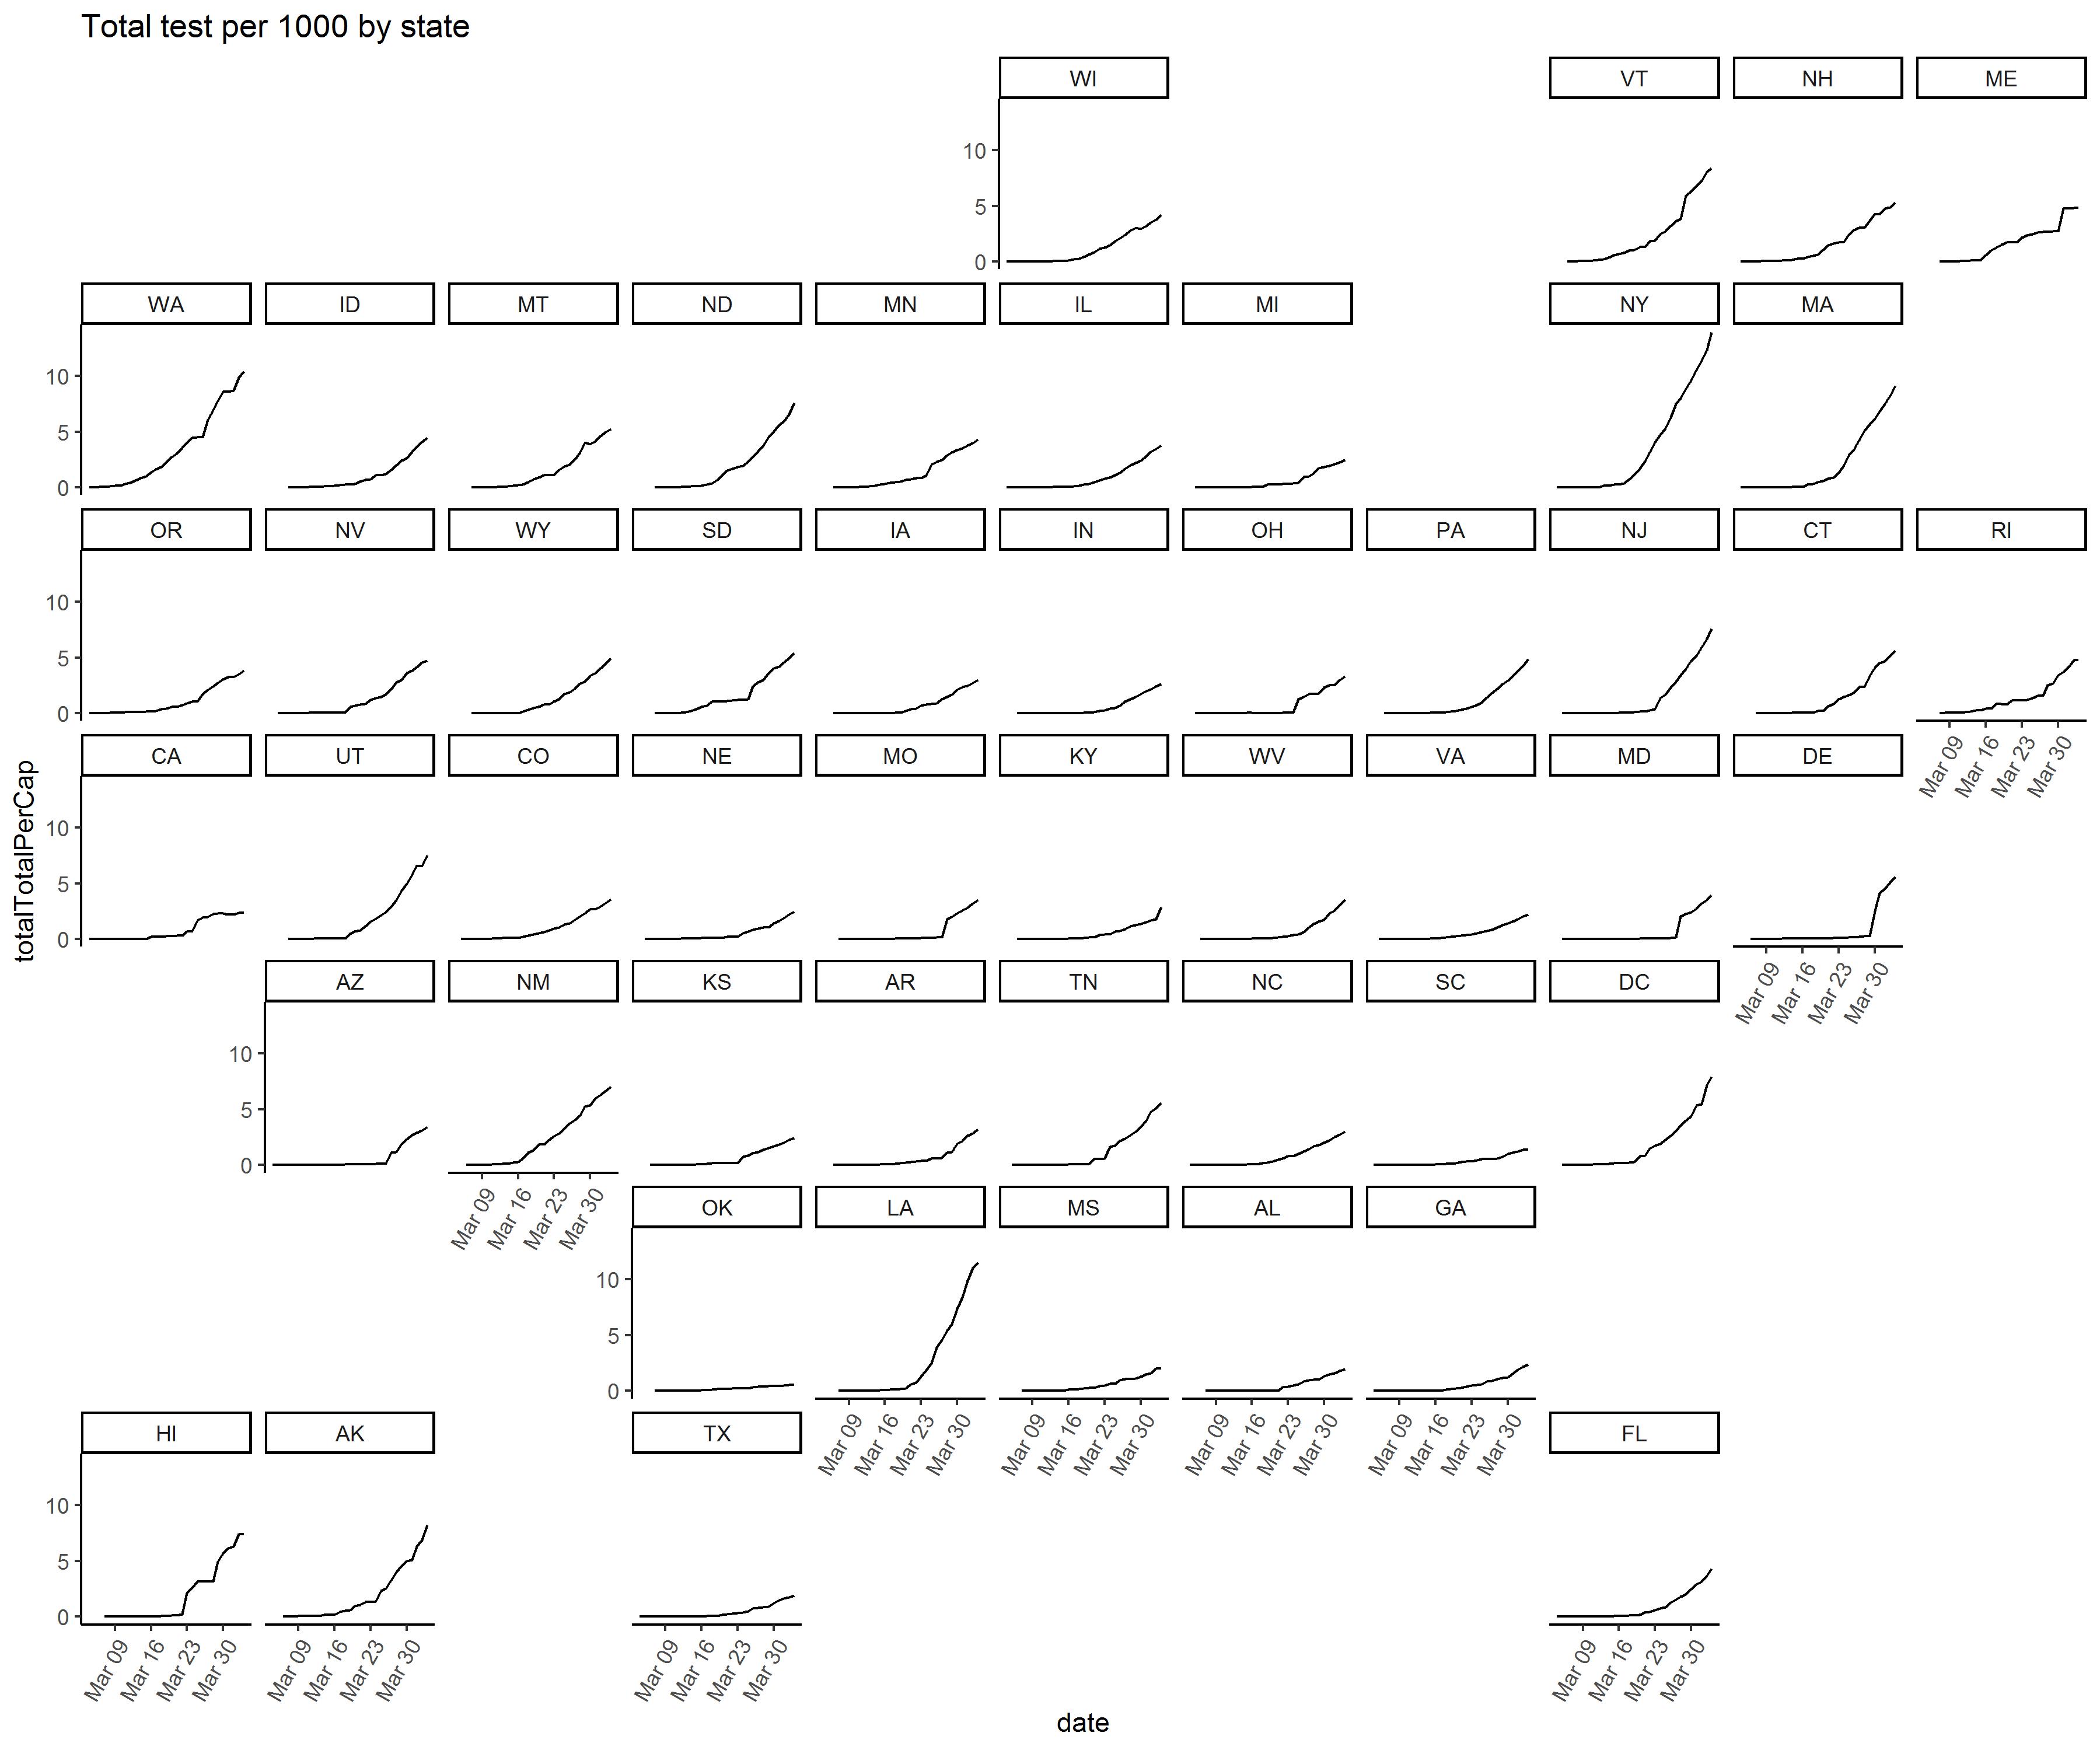 Total test per 1000 by state
WI VT NH ME
10
5
0
WA ID MT ND MN IL MI NY MA
10
5
0
OR NV WY SD IA IN OH PA NJ CT RI
10
5
0
Mar 09 Mar 16 Mar 23 Mar 30
CA UT CO NE MO KY WV VA MD DE
10
5
0
Mar 09 Mar 16 Mar 23 Mar 30
totalTotalPerCap
AZ NM KS AR TN NC SC DC
10
5
0
Mar 09 Mar 16 Mar 23 Mar 30
OK LA MS AL GA
10
5
0
Mar 09 Mar 16 Mar 23 Mar 30 Mar 09 Mar 16 Mar 23 Mar 30 Mar 09 Mar 16 Mar 23 Mar 30 Mar 09 Mar 16 Mar 23 Mar 30
HI AK TX FL
10
5
0
Mar 09 Mar 16 Mar 23 Mar 30 Mar 09 Mar 16 Mar 23 Mar 30 Mar 09 Mar 16 Mar 23 Mar 30 Mar 09 Mar 16 Mar 23 Mar 30
date